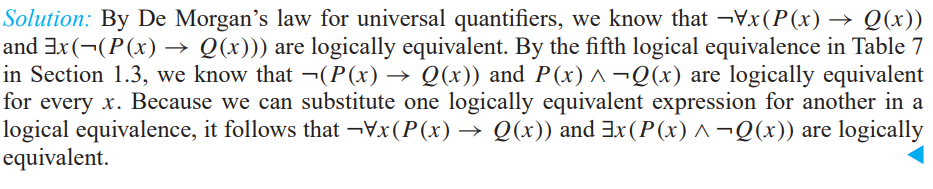 Solution: By De Morgan’s law for universal quantifiers, we know that ¬∀x(P(x) → Q(x))
and ∃x(¬(P(x) → Q(x))) are logically equivalent. By the fifth logical equivalence in Table 7
in Section 1.3, we know that ¬(P(x) → Q(x)) and P(x) ∧ ¬Q(x) are logically equivalent
for every x. Because we can substitute one logically equivalent expression for another in a
logical equivalence, it follows that ¬∀x(P(x) → Q(x)) and ∃x(P(x) ∧ ¬Q(x)) are logically
equivalent.